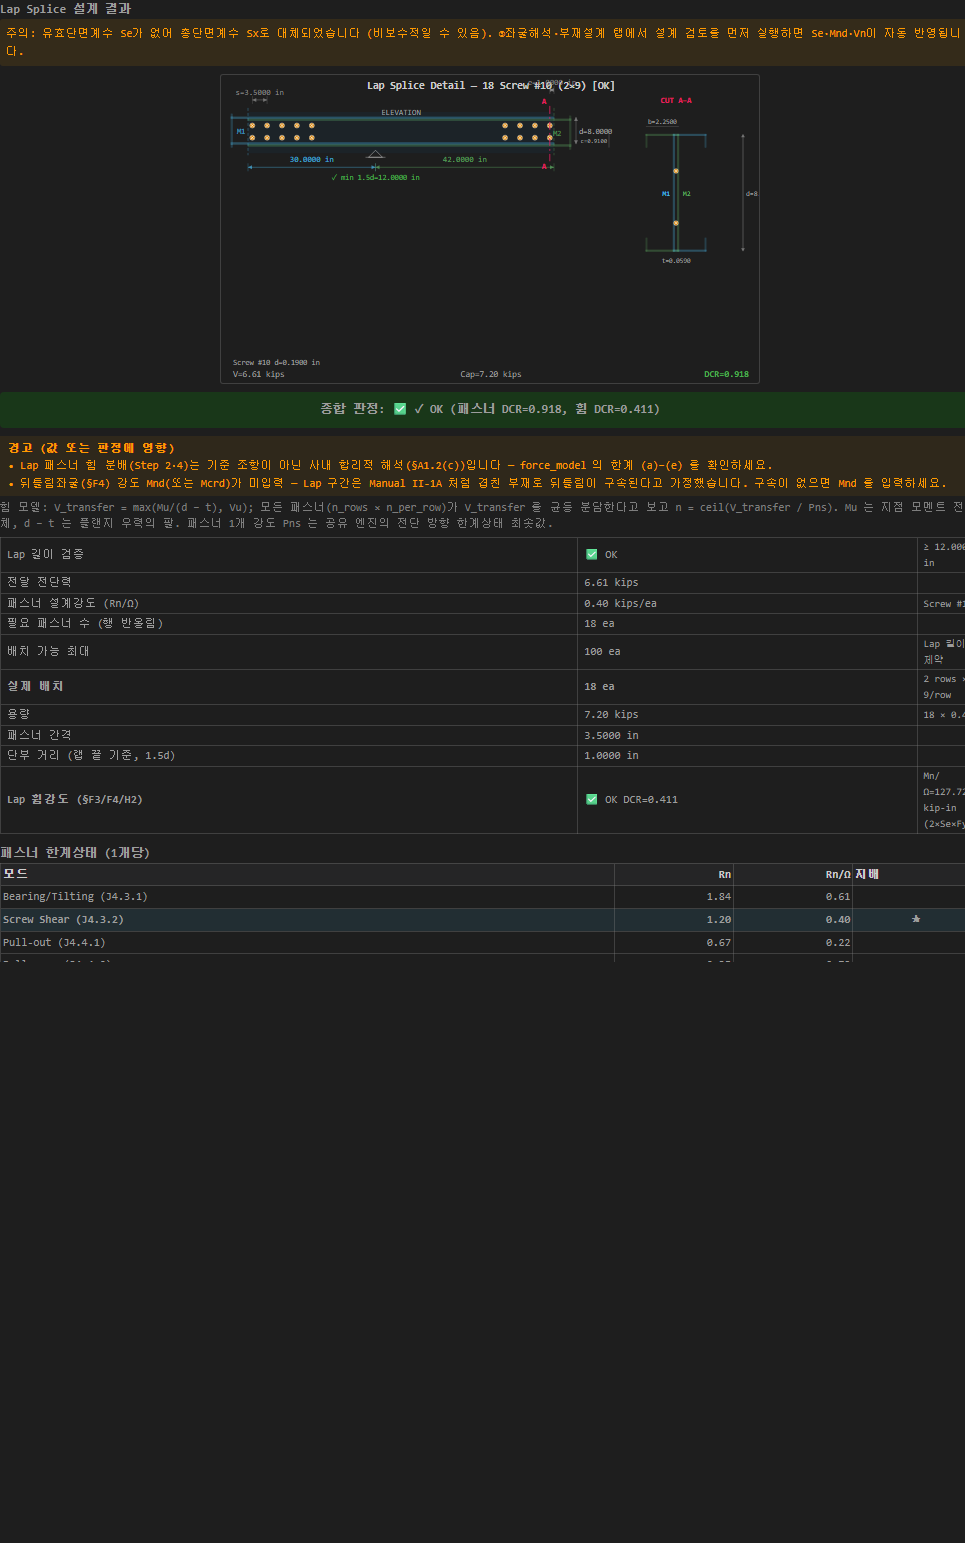 Lap Splice 설계 결과
주의: 유효단면계수 Se가 없어 총단면계수 Sx로 대체되었습니다 (비보수적일 수 있음). ①좌굴해석·부재설계 탭에서 설계 검토를 먼저 실행하면 Se·Mnd·Vn이 자동 반영됩니
다.
Lap Splice Detail — 18 Screw #10 (2×9) [OK]
s=3.5000 in
A
CUT A-A
ELEVATION
b=2.2500
M1
M2
d=8.0000
c=0.9100
30.0000 in
42.0000 in
A
✓ min 1.5d=12.0000 in
M1
M2
d=8
t=0.0590
Screw #10 d=0.1900 in
V=6.61 kips
Cap=7.20 kips
DCR=0.918
종합 판정: ✅ ✓ OK (패스너 DCR=0.918, 휨 DCR=0.411)
경고 (값 또는 판정에 영향)
• Lap 패스너 힘 분배(Step 2·4)는 기준 조항이 아닌 사내 합리적 해석(§A1.2(c))입니다 — force_model 의 한계 (a)-(e) 를 확인하세요.
• 뒤틀림좌굴(§F4) 강도 Mnd(또는 Mcrd)가 미입력 — Lap 구간은 Manual II-1A 처럼 겹친 부재로 뒤틀림이 구속된다고 가정했습니다. 구속이 없으면 Mnd 를 입력하세요.
힘 모델: V_transfer = max(Mu/(d − t), Vu); 모든 패스너(n_rows × n_per_row)가 V_transfer 를 균등 분담한다고 보고 n = ceil(V_transfer / Pns). Mu 는 지점 모멘트 전
체, d − t 는 플랜지 우력의 팔. 패스너 1개 강도 Pns 는 공유 엔진의 전단 방향 한계상태 최솟값.
Lap 길이 검증
✅ OK
≥ 12.000
in
전달 전단력
6.61 kips
패스너 설계강도 (Rn/Ω)
0.40 kips/ea
Screw #1
필요 패스너 수 (행 반올림)
18 ea
배치 가능 최대
100 ea
Lap 길이
제약
실제 배치
18 ea
2 rows ×
9/row
용량
7.20 kips
18 × 0.4
패스너 간격
3.5000 in
단부 거리 (랩 끝 기준, 1.5d)
1.0000 in
Lap 휨강도 (§F3/F4/H2)
✅ OK DCR=0.411
Mn/
Ω=127.72
kip-in
(2×Se×Fy
패스너 한계상태 (1개당)
모드 Rn Rn/Ω 지배
Bearing/Tilting (J4.3.1) 1.84 0.61
Screw Shear (J4.3.2) 1.20 0.40 ★
Pull-out (J4.4.1) 0.67 0.22